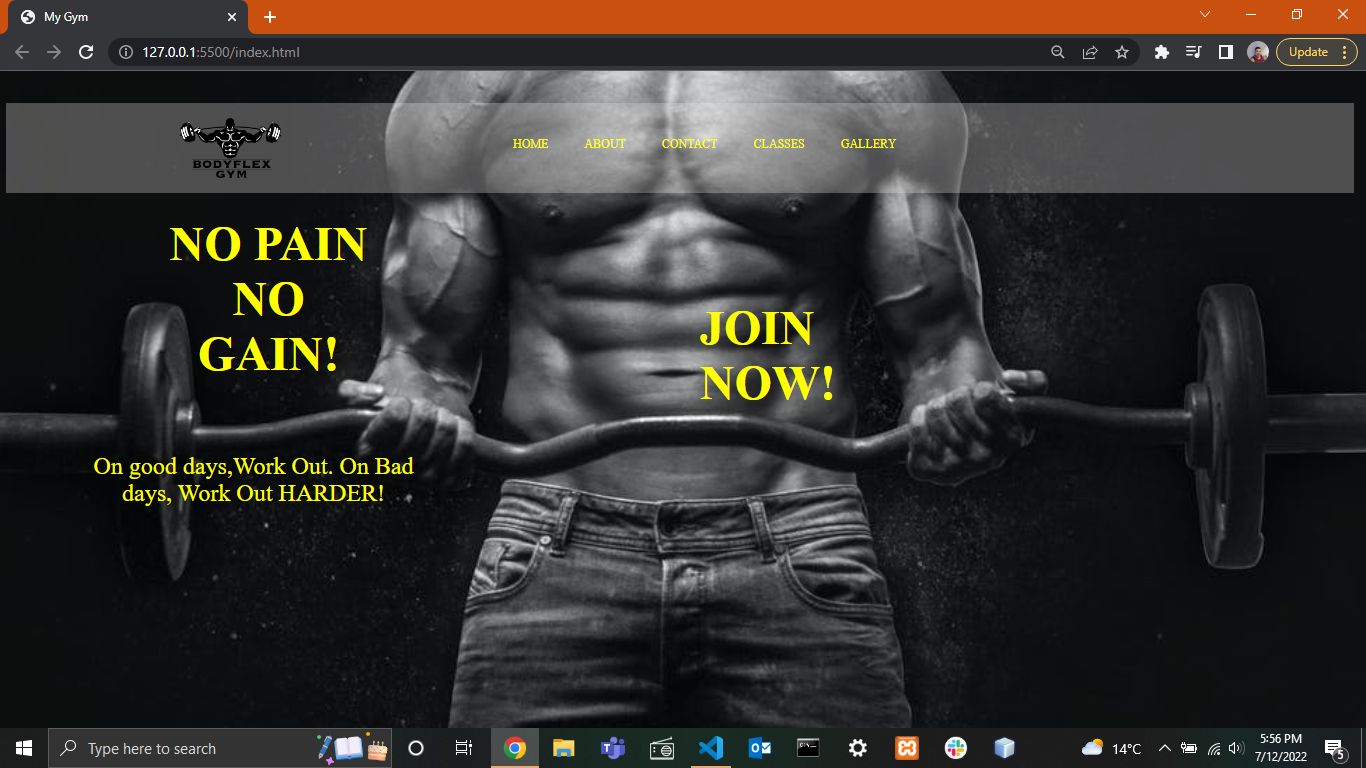 My Gym
127.0.0.1:5500/index.html
Update
BODYFLEX
GYM
HOME ABOUT CONTACT CLASSES GALLERY
NO PAIN
NO
GAIN!
JOIN
NOW!
On good days,Work Out. On Bad
days, Work Out HARDER!
Type here to search
14°C
5:56 PM
7/12/2022
5